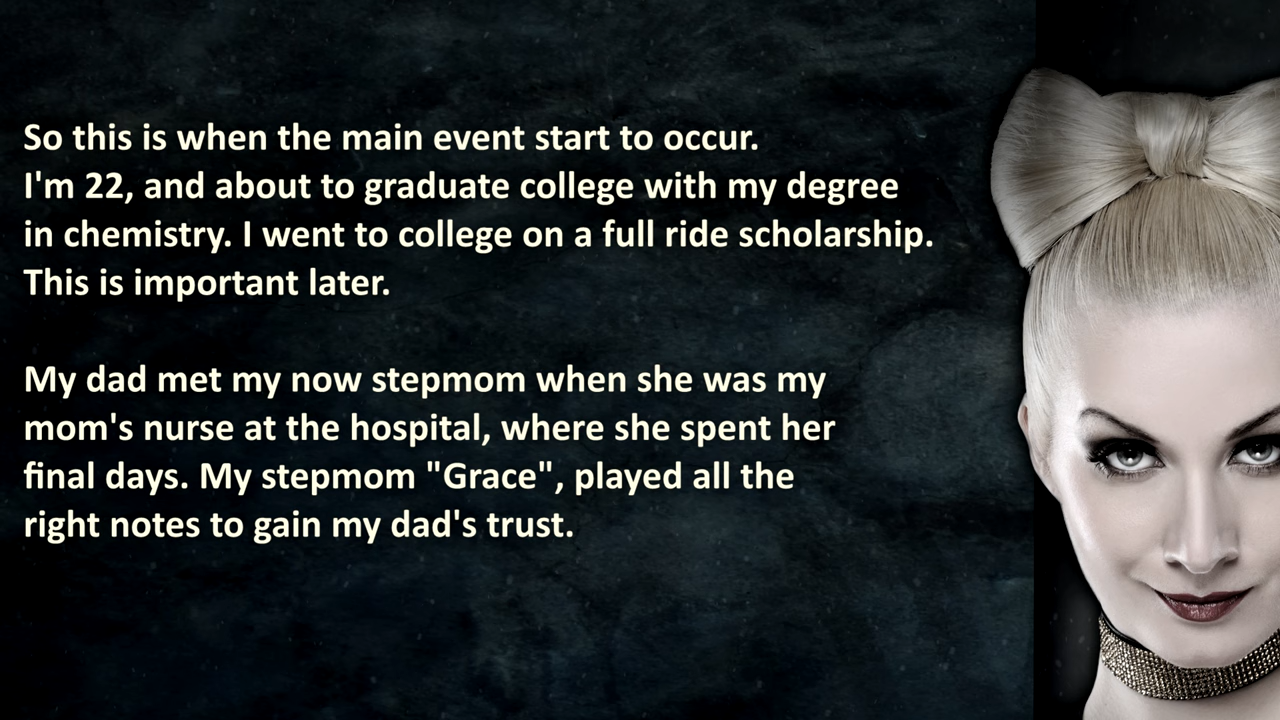 So this is when the main event start to occur.
I'm 22, and about to graduate college with my degree
in chemistry. I went to college on a full ride scholarship.
This is important later.
My dad met my now stepmom when she was my
mom's nurse at the hospital, where she spent her
final days. My stepmom "Grace", played all the
right notes to gain my dad's trust.